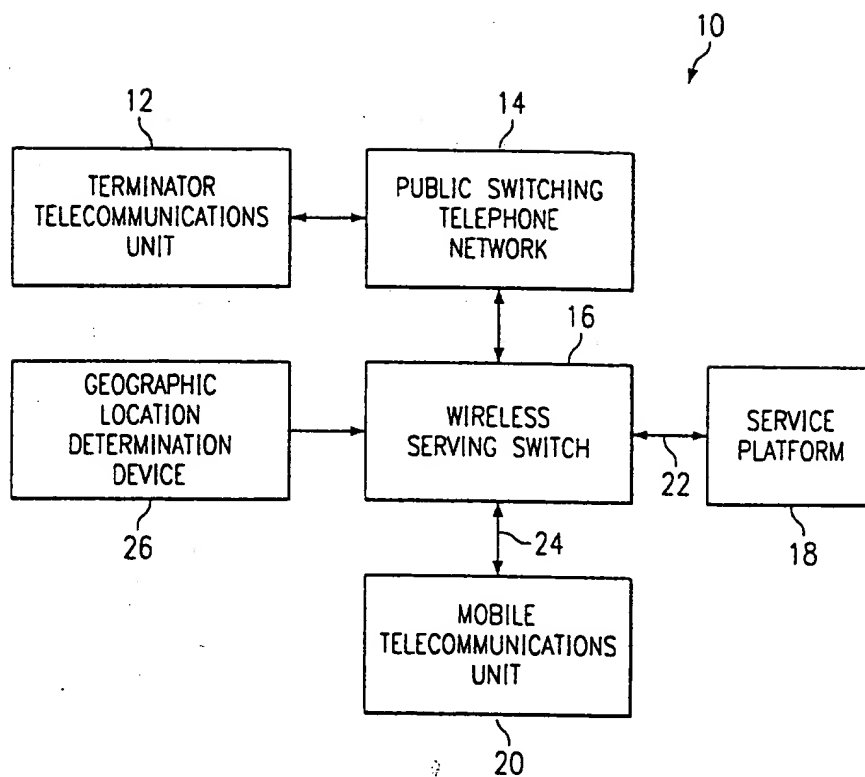 10
12
14
TERMINATOR
TELECOMMUNICATIONS
UNIT
PUBLIC SWITCHING
TELEPHONE
NETWORK
16
GEOGRAPHIC
LOCATION
DETERMINATION
DEVICE
WIRELESS
SERVING SWITCH
SERVICE
PLATFORM
22
26
24
18
MOBILE
TELECOMMUNICATIONS
UNIT
20